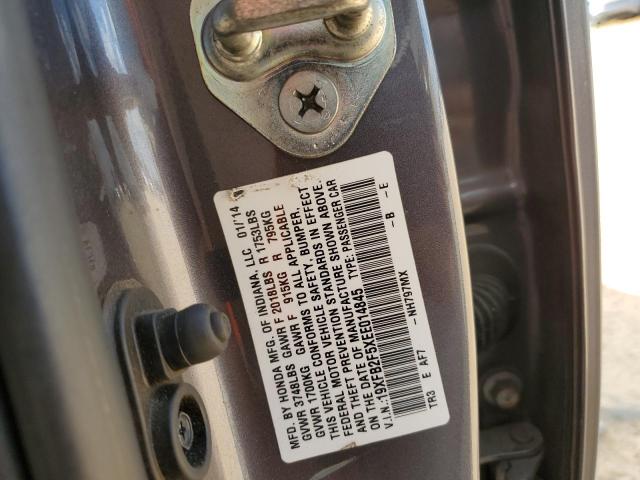 MFD. BY HONDA MFG. OF INDIANA, LLC 01/'14
GVWR 3748LBS GAWR F 2018LBS R 1753LBS
GVWR 1700KG GAWR F 915KG R 795KG
THIS VEHICLE CONFORMS TO ALL APPLICABLE
FEDERAL MOTOR VEHICLE SAFETY, BUMPER,
AND THEFT PREVENTION STANDARDS IN EFFECT
ON THE DATE OF MANUFACTURE SHOWN ABOVE.
V.I.N.:19XFB2F5XEE014845 TYPE: PASSENGER CAR
NH797MX -B -E
TR3 E AF7